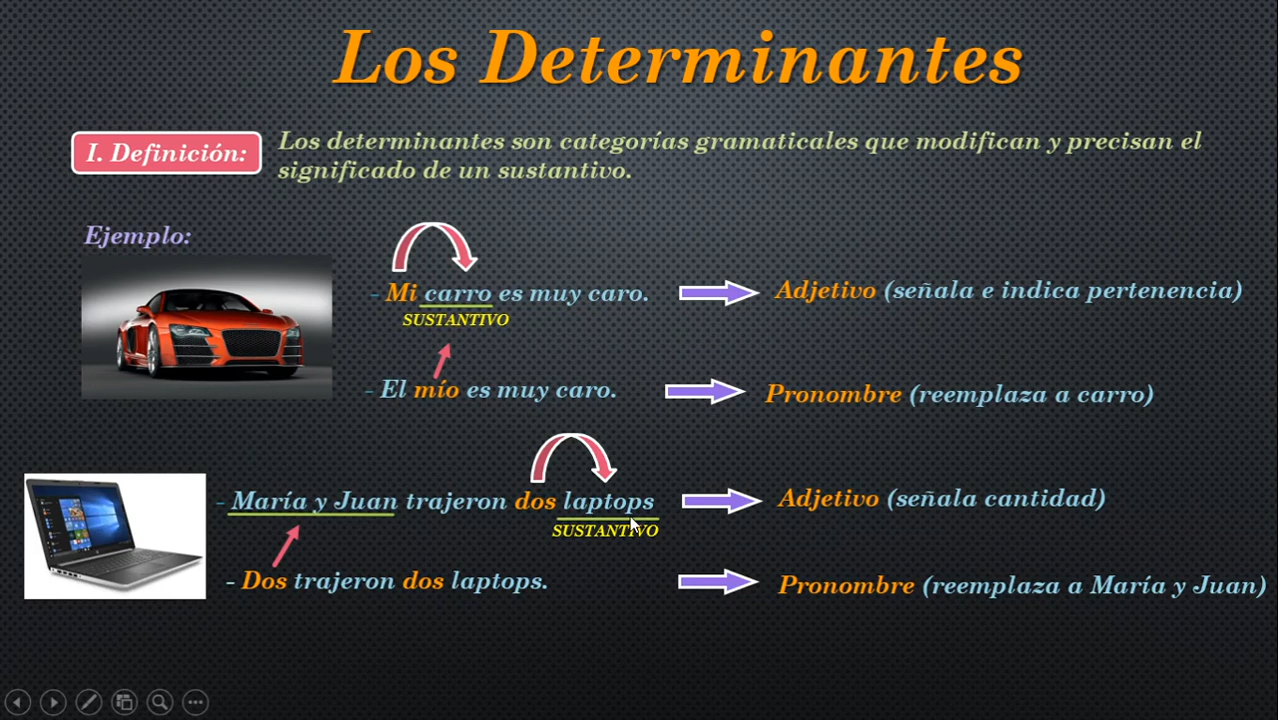 Los Determinantes
I. Definición:
Los determinantes son categorías gramaticales que modifican y precisan el
significado de un sustantivo.
Ejemplo:
- Mi carro es muy caro.
Adjetivo (señala e indica pertenencia)
SUSTANTIVO
- El mío es muy caro.
Pronombre (reemplaza a carro)
- María y Juan trajeron dos laptops
Adjetivo (señala cantidad)
SUSTANTIVO
- Dos trajeron dos laptops.
Pronombre (reemplaza a María y Juan)